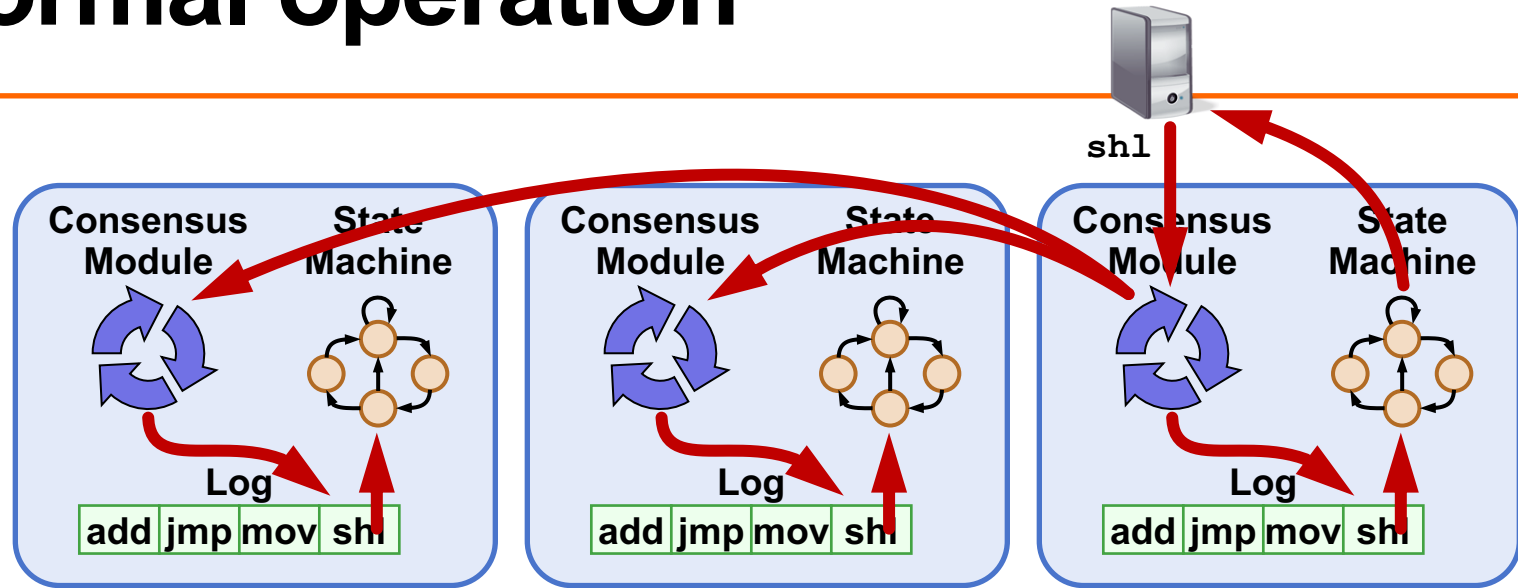 ormal operation
shl
Consensus Module
State Machine
Log
add jmp mov shl
Consensus Module
State Machine
Log
add jmp mov shl
Consensus Module
State Machine
Log
add jmp mov shl